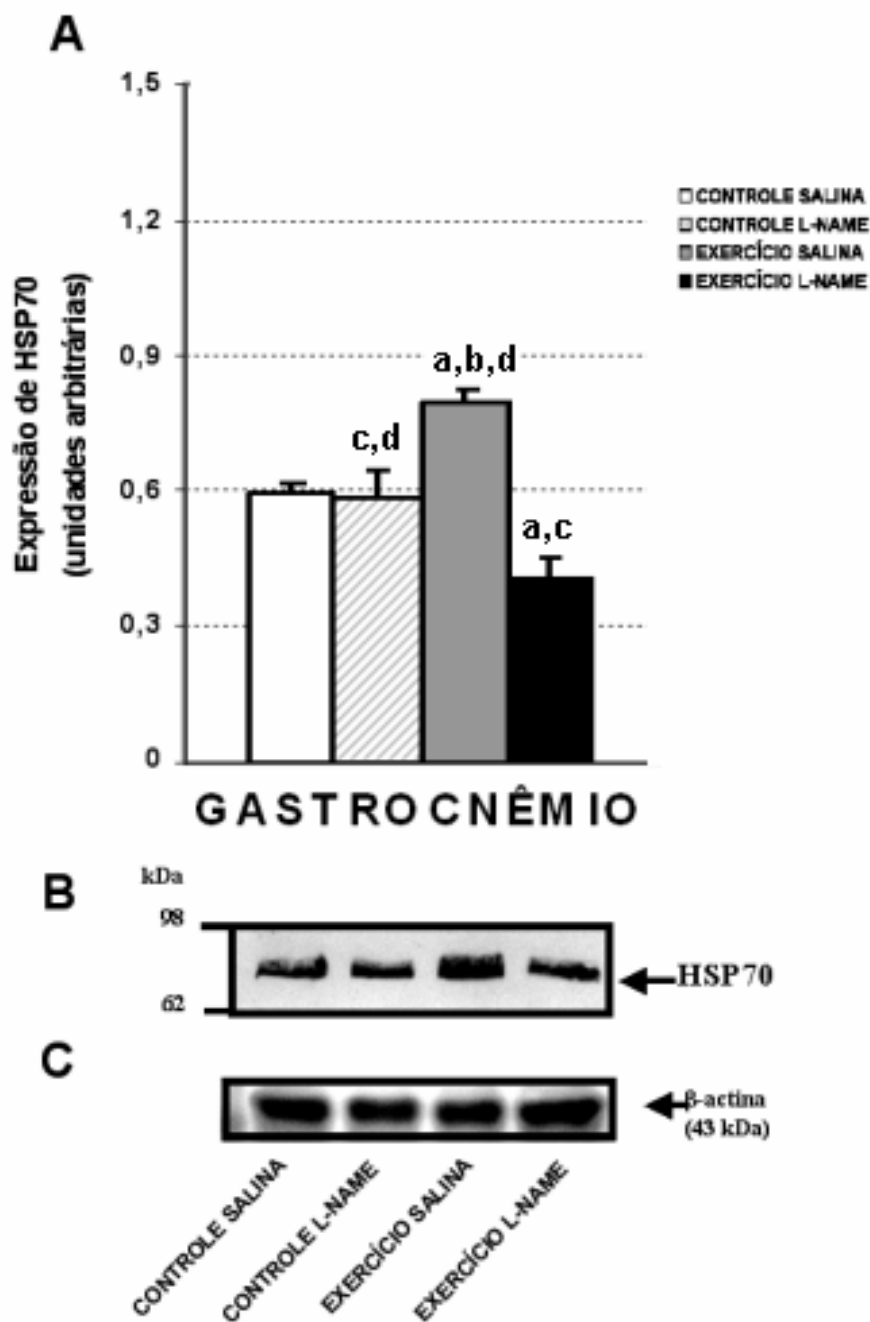 A
1,5
1,2
0,9
0,6
0,3
0
Expressão de HSP70
(unidades arbitrárias)
CONTROLE SALINA
CONTROLE L-NAME
EXERCÍCIO SALINA
EXERCÍCIO L-NAME
c,d
a,b,d
a,c
GASTROCNÊMIO
B
kDa
98
62
HSP70
C
β-actina
(43 kDa)
CONTROLE SALINA
CONTROLE L-NAME
EXERCÍCIO SALINA
EXERCÍCIO L-NAME